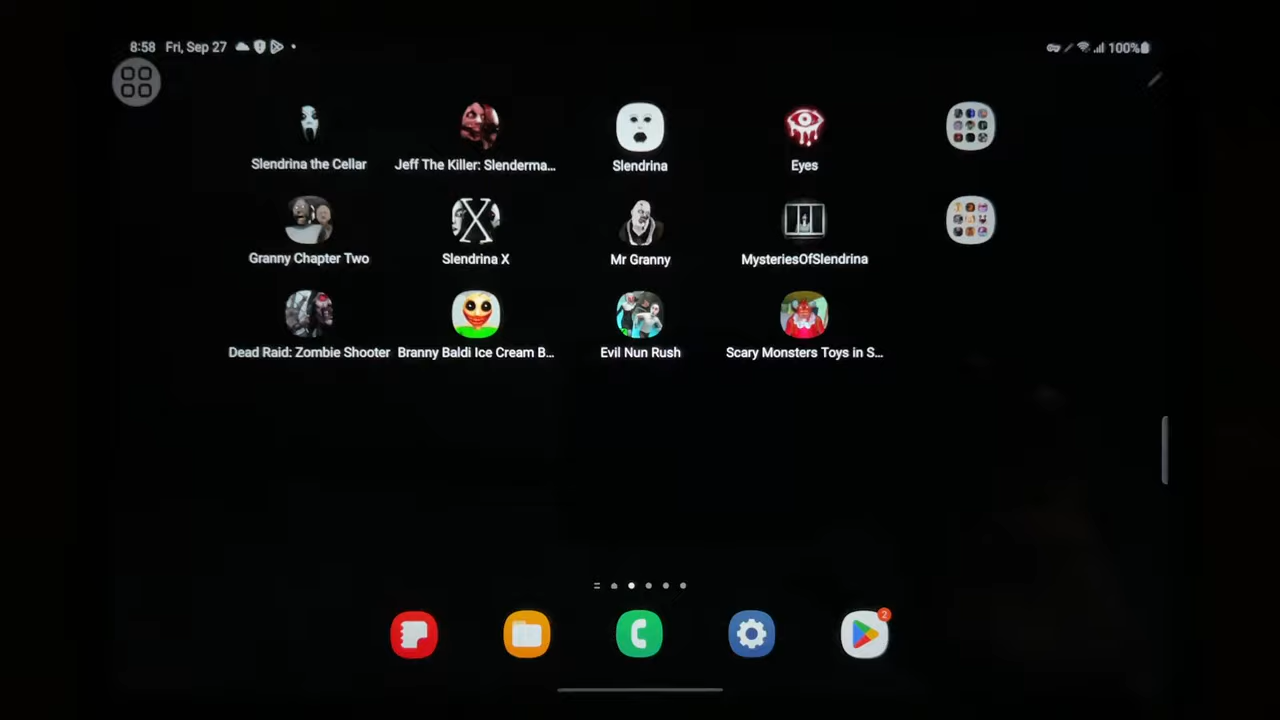 8:58 Fri, Sep 27
100%
Slendrina the Cellar
Jeff The Killer: Slenderma...
Slendrina
Eyes
Granny Chapter Two
Slendrina X
Mr Granny
MysteriesOfSlendrina
Dead Raid: Zombie Shooter
Branny Baldi Ice Cream B...
Evil Nun Rush
Scary Monsters Toys in S...
2